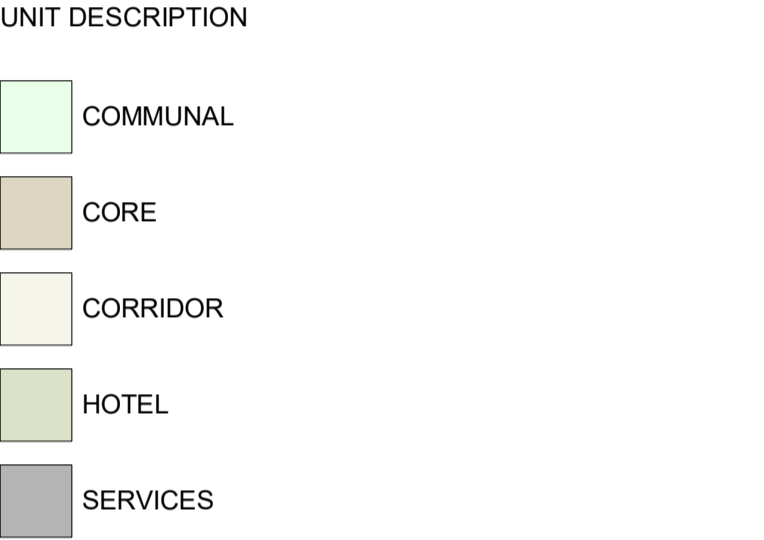 UNIT DESCRIPTION
COMMUNAL
CORE
CORRIDOR
HOTEL
SERVICES